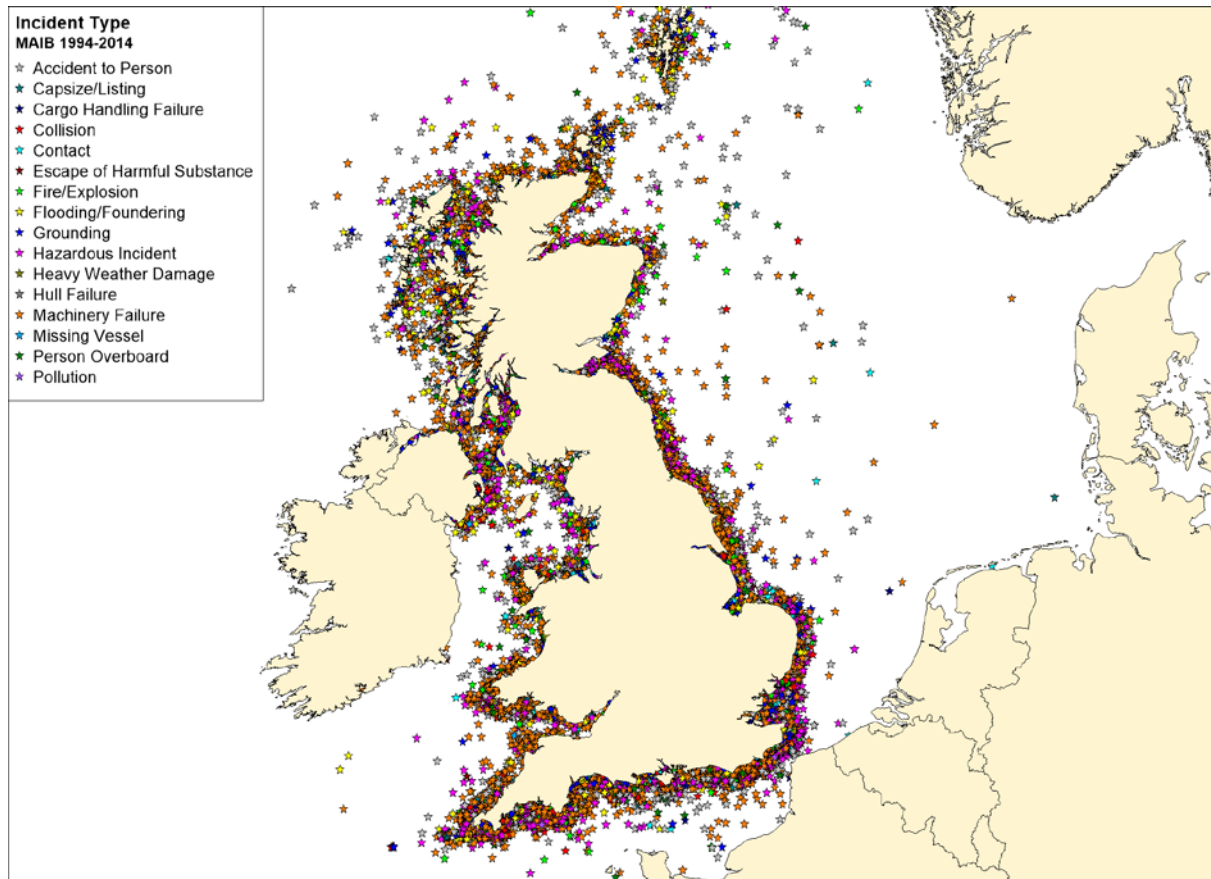 Incident Type
MAIB 1994-2014
Accident to Person
Capsize/Listing
Cargo Handling Failure
Collision
Contact
Escape of Harmful Substance
Fire/Explosion
Flooding/Foundering
Grounding
Hazardous Incident
Heavy Weather Damage
Hull Failure
Machinery Failure
Missing Vessel
Person Overboard
Pollution